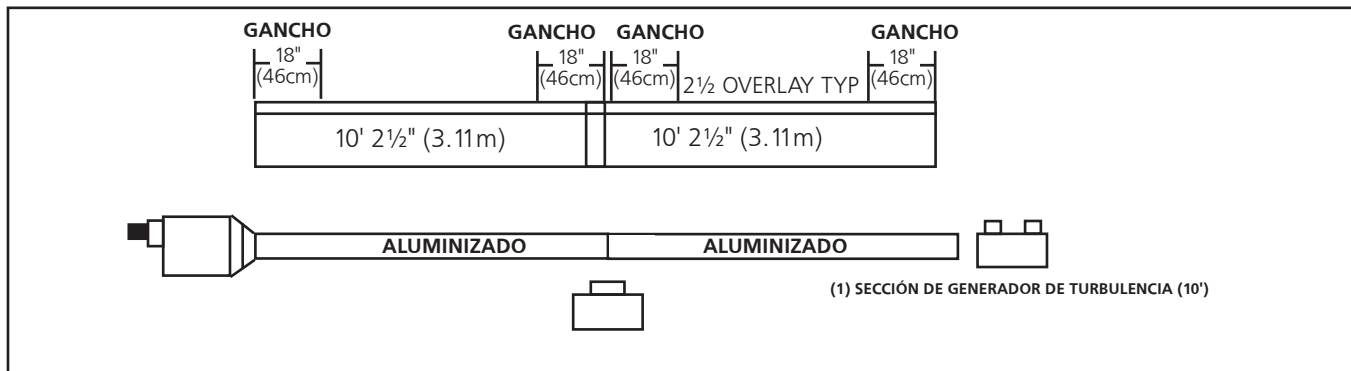 GANCHO GANCHO GANCHO GANCHO
18" 18" 18" 18"
(46cm) (46cm) (46cm) 2½ OVERLAY TYP (46cm)
10' 2½" (3.11m) 10' 2½" (3.11m)
ALUMINIZADO ALUMINIZADO
(1) SECCIÓN DE GENERADOR DE TURBULENCIA (10')